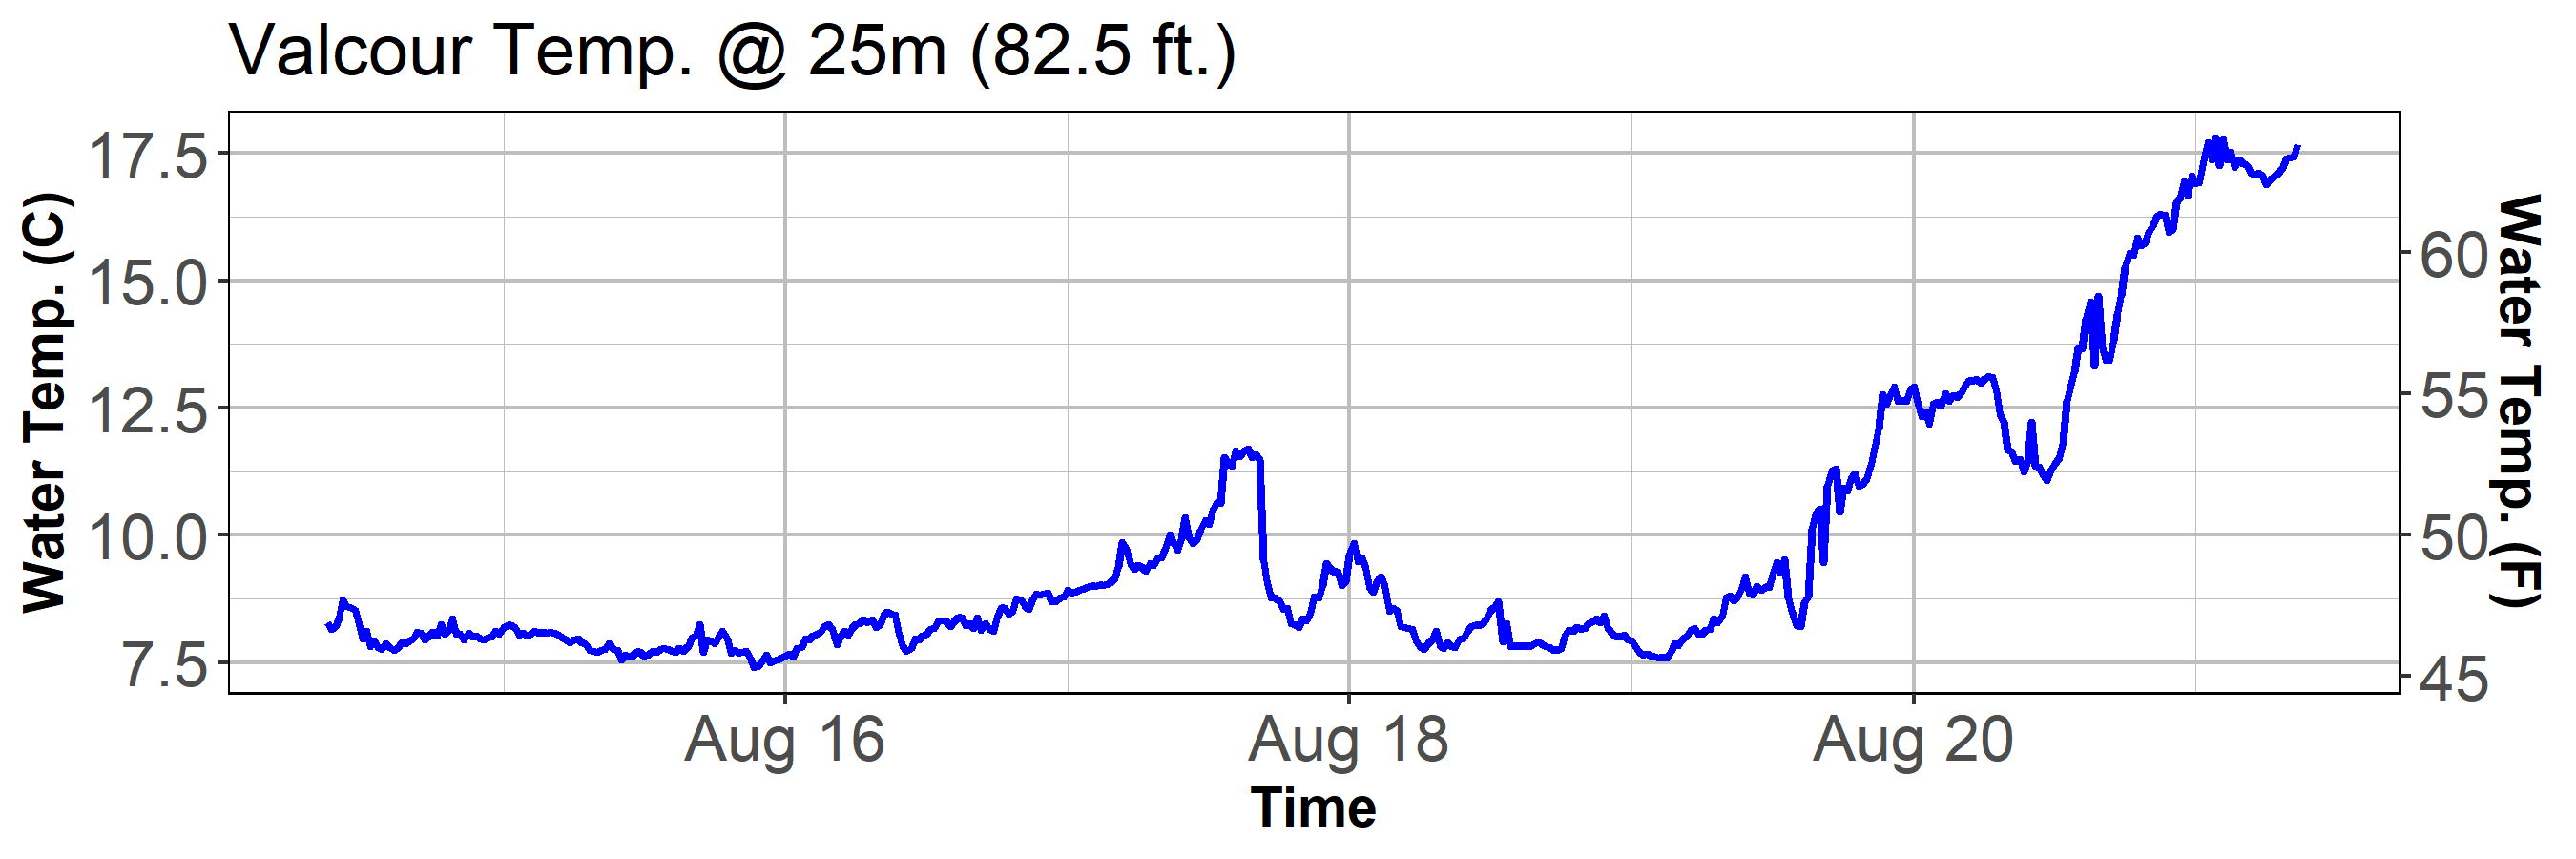 Valcour Temp. @ 25m (82.5 ft.)
Water Temp. (C)
17.5
15.0
12.5
10.0
7.5
60
55
50
45
Water Temp. (F)
Aug 16 Aug 18 Aug 20
Time